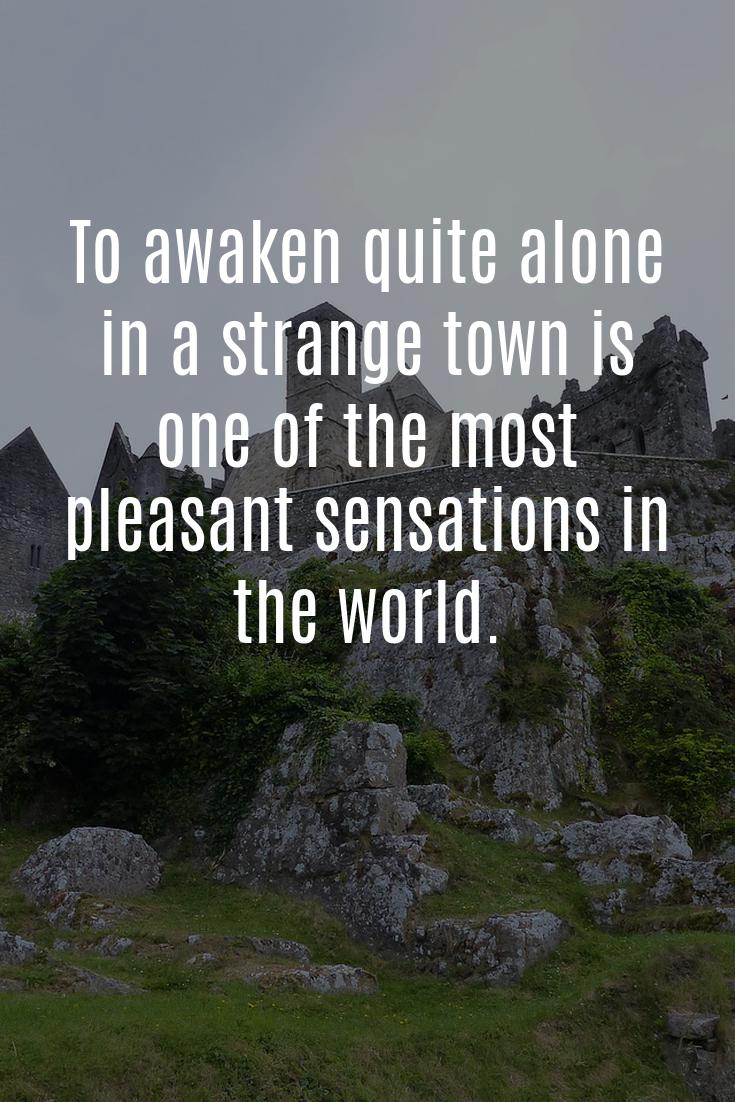 To awaken quite alone
in a strange town is
one of the most
pleasant sensations in
the world.